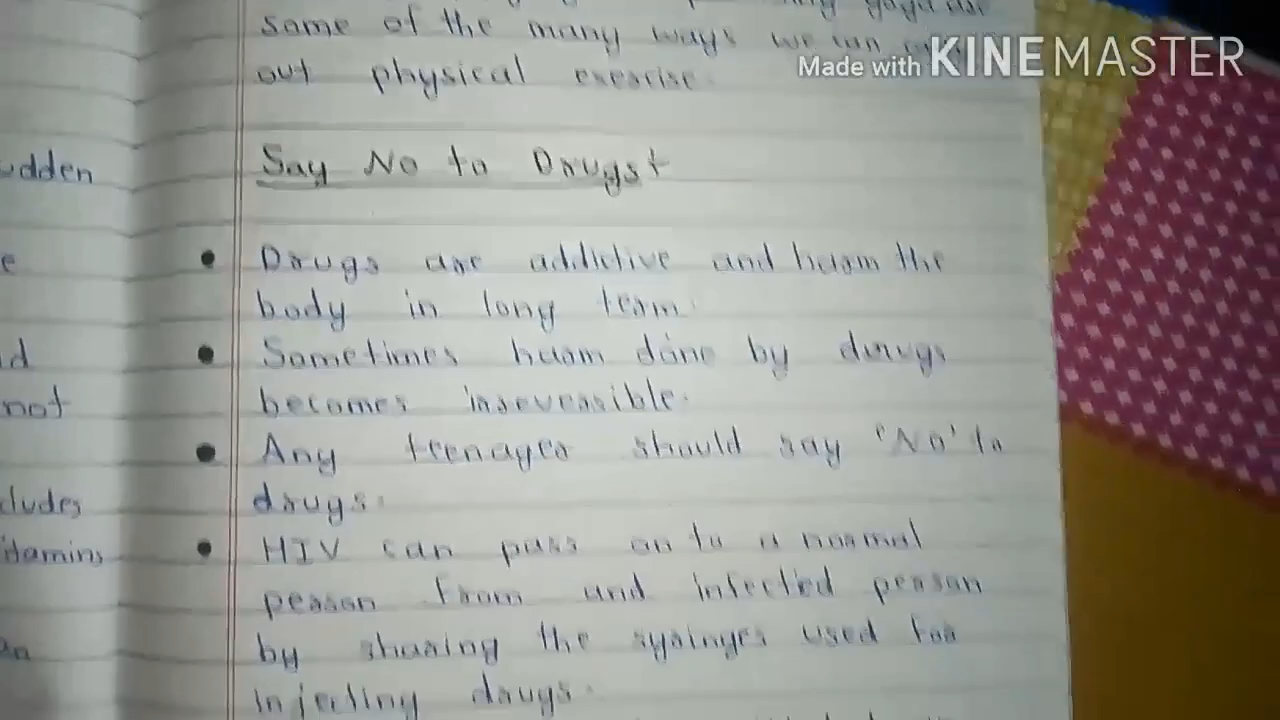 some of the many ways we can
out physical exercise.
Say No to Drugs†
udden
• Drugs are addictive and harm the
e
body in long term.
• Sometimes harm done by drugs
d
becomes irreversible.
not
• Any teenager should say 'No' to
drugs.
cludes
• HIV can pass on to a normal
itamins
person from and infected person
by sharing the syringes used for
an
injecting drugs.
Made with KINEMASTER